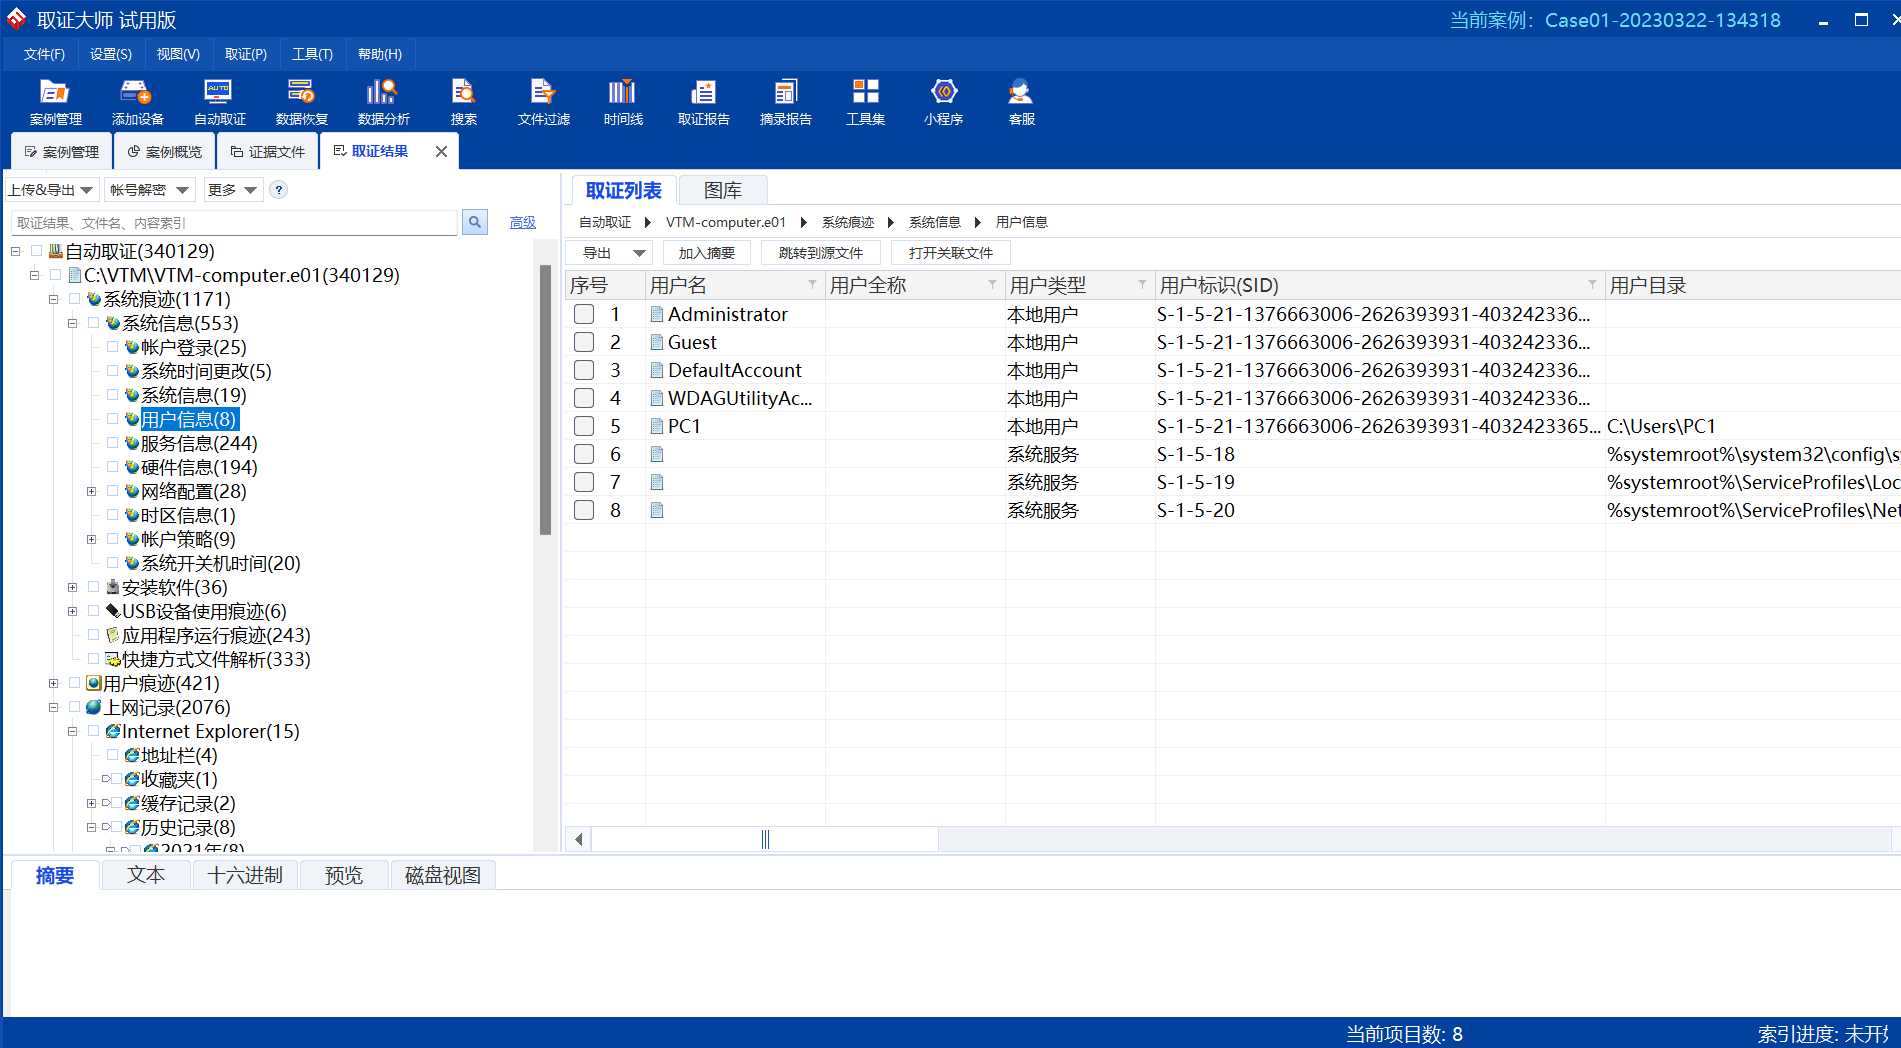 取证大师 试用版
当前案例: Case01-20230322-134318
文件(F) 设置(S) 视图(V) 取证(P) 工具(T) 帮助(H)
AUTO
案例管理 添加设备 自动取证 数据恢复 数据分析 搜索 文件过滤 时间线 取证报告 摘录报告 工具集 小程序 客服
案例管理 案例概览 证据文件 取证结果
上传&导出 帐号解密 更多 ?
取证结果、文件名、内容索引 高级
自动取证(340129)
C:\VTM\VTM-computer.e01(340129)
系统痕迹(1171)
系统信息(553)
帐户登录(25)
系统时间更改(5)
系统信息(19)
用户信息(8)
服务信息(244)
硬件信息(194)
网络配置(28)
时区信息(1)
帐户策略(9)
系统开关机时间(20)
安装软件(36)
USB设备使用痕迹(6)
应用程序运行痕迹(243)
快捷方式文件解析(333)
用户痕迹(421)
上网记录(2076)
Internet Explorer(15)
地址栏(4)
收藏夹(1)
缓存记录(2)
历史记录(8)
2021年(8)
取证列表 图库
自动取证 VTM-computer.e01 系统痕迹 系统信息 用户信息
导出 加入摘要 跳转到源文件 打开关联文件
序号 用户名 用户全称 用户类型 用户标识(SID) 用户目录
1 Administrator 本地用户 S-1-5-21-1376663006-2626393931-403242336...
2 Guest 本地用户 S-1-5-21-1376663006-2626393931-403242336...
3 DefaultAccount 本地用户 S-1-5-21-1376663006-2626393931-403242336...
4 WDAGUtilityAc... 本地用户 S-1-5-21-1376663006-2626393931-403242336...
5 PC1 本地用户 S-1-5-21-1376663006-2626393931-4032423365... C:\Users\PC1
6 系统服务 S-1-5-18 %systemroot%\system32\config\s
7 系统服务 S-1-5-19 %systemroot%\ServiceProfiles\Loc
8 系统服务 S-1-5-20 %systemroot%\ServiceProfiles\Net
摘要 文本 十六进制 预览 磁盘视图
当前项目数: 8 索引进度: 未开